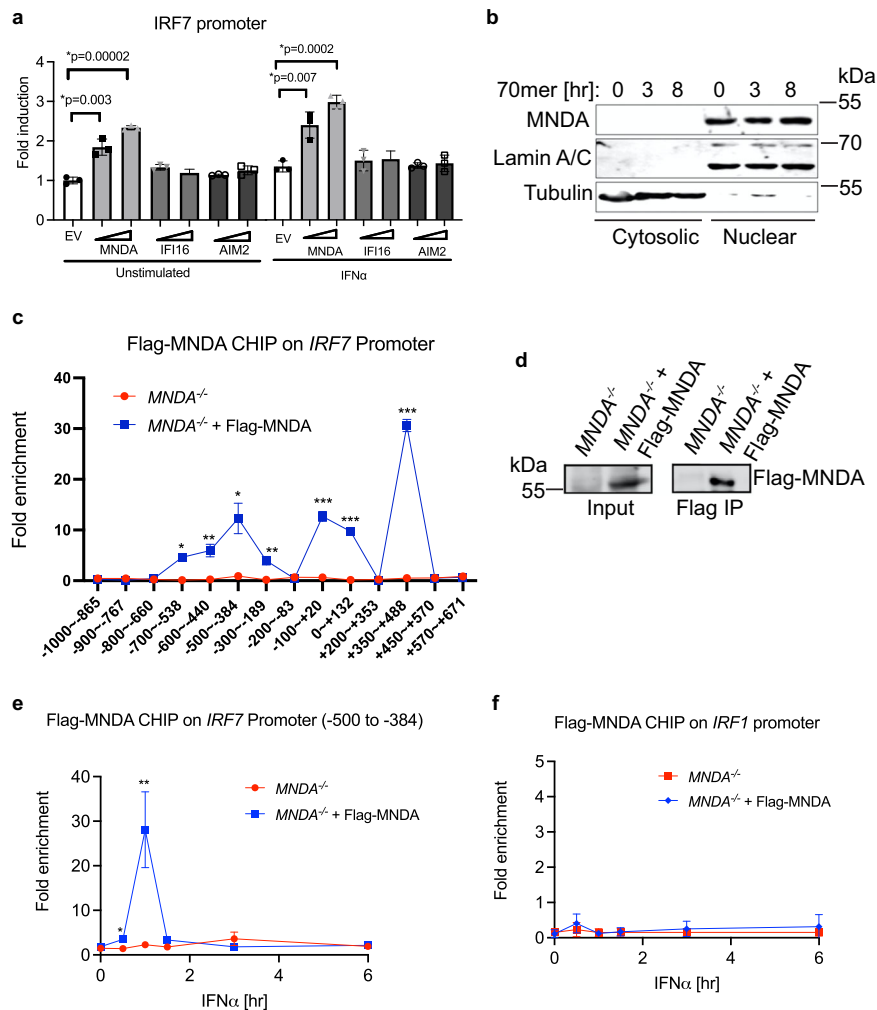 a
IRF7 promoter
*p=0.00002
*p=0.003
*p=0.0002
*p=0.007
Fold induction
4
3
2
1
0
EV
MNDA
IFI16
AIM2
EV
MNDA
IFI16
AIM2
Unstimulated
IFNα
b
70mer [hr]: 0 3 8 0 3 8 kDa
MNDA
55
Lamin A/C
70
Tubulin
55
Cytosolic Nuclear
c
Flag-MNDA CHIP on IRF7 Promoter
MNDA-/-
MNDA-/- + Flag-MNDA
Fold enrichment
40
30
20
10
0
* ** * ** *** *** ***
-1000~-865
-900~-767
-800~-660
-700~-538
-600~-440
-500~-384
-300~-189
-200~-83
-100~+20
0~+132
+200~+353
+350~+488
+450~+570
+570~+671
d
MNDA-/-
MNDA-/- +
Flag-MNDA
MNDA-/-
MNDA-/- +
Flag-MNDA
kDa
55
Flag-MNDA
Input Flag IP
e
Flag-MNDA CHIP on IRF7 Promoter (-500 to -384)
MNDA-/-
MNDA-/- + Flag-MNDA
Fold enrichment
40
30
20
10
0
* **
0 2 4 6
IFNα [hr]
f
Flag-MNDA CHIP on IRF1 promoter
MNDA-/-
MNDA-/- + Flag-MNDA
Fold enrichment
5
4
3
2
1
0
0 2 4 6
IFNα [hr]